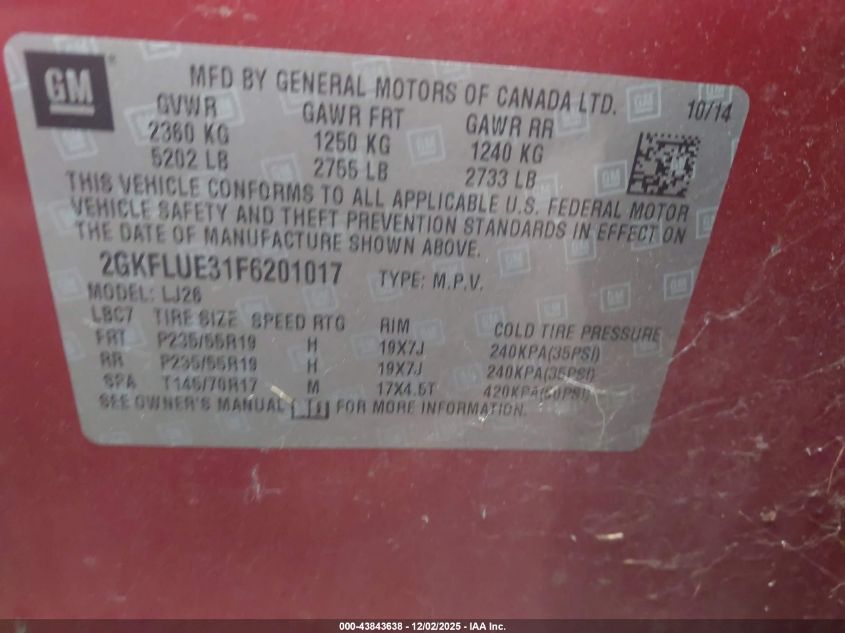 GM ®
MFD BY GENERAL MOTORS OF CANADA LTD. 10/14
GVWR GAWR FRT GAWR RR
2360 KG 1250 KG 1240 KG
5202 LB 2755 LB 2733 LB
THIS VEHICLE CONFORMS TO ALL APPLICABLE U.S. FEDERAL MOTOR
VEHICLE SAFETY AND THEFT PREVENTION STANDARDS IN EFFECT ON
THE DATE OF MANUFACTURE SHOWN ABOVE.
2GKFLUE31F6201017 TYPE: M.P.V.
MODEL: LJ26
LBC7 TIRE SIZE SPEED RTG RIM COLD TIRE PRESSURE
FRT P235/55R19 H 19X7J 240KPA(35PSI)
RR P235/55R19 H 19X7J 240KPA(35PSI)
SPA T145/70R17 M 17X4.5T 420KPA(60PSI)
SEE OWNER'S MANUAL FOR MORE INFORMATION.
000-43843638 - 12/02/2025 - IAA Inc.